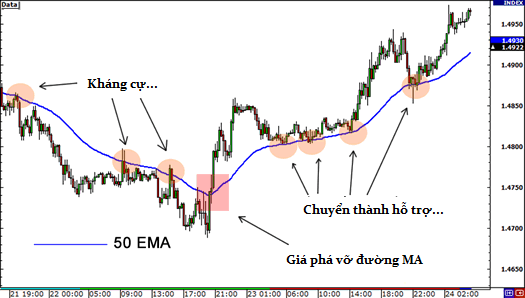 Data
INDEX
1.4950
1.4930
1.4922
1.4900
1.4850
1.4800
1.4750
1.4700
1.4650
Kháng cự...
Chuyển thành hỗ trợ...
Giá phá vỡ đường MA
50 EMA
21 19:00 22 00:00 05:00 09:00 13:00 18:00 23 01:00 06:00 10:00 14:00 18:00 22:00 24 02:00